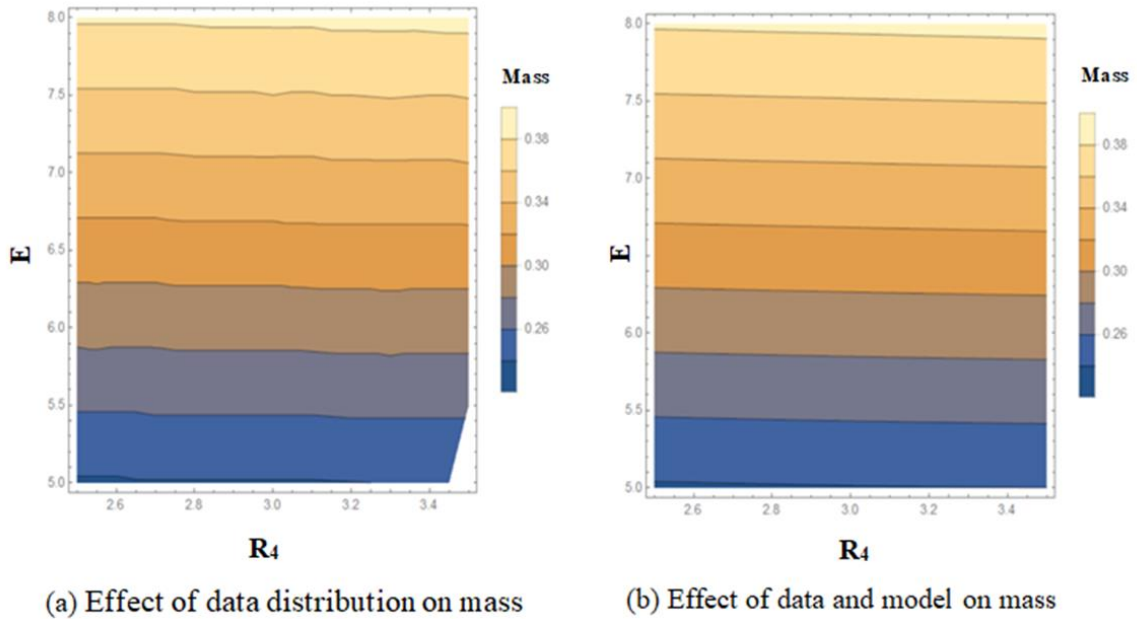 8.0
7.5
7.0
6.5
6.0
5.5
5.0
E
2.6 2.8 3.0 3.2 3.4
R4
Mass
0.38
0.34
0.30
0.26
(a) Effect of data distribution on mass
8.0
7.5
7.0
6.5
6.0
5.5
5.0
E
2.6 2.8 3.0 3.2 3.4
R4
Mass
0.38
0.34
0.30
0.26
(b) Effect of data and model on mass